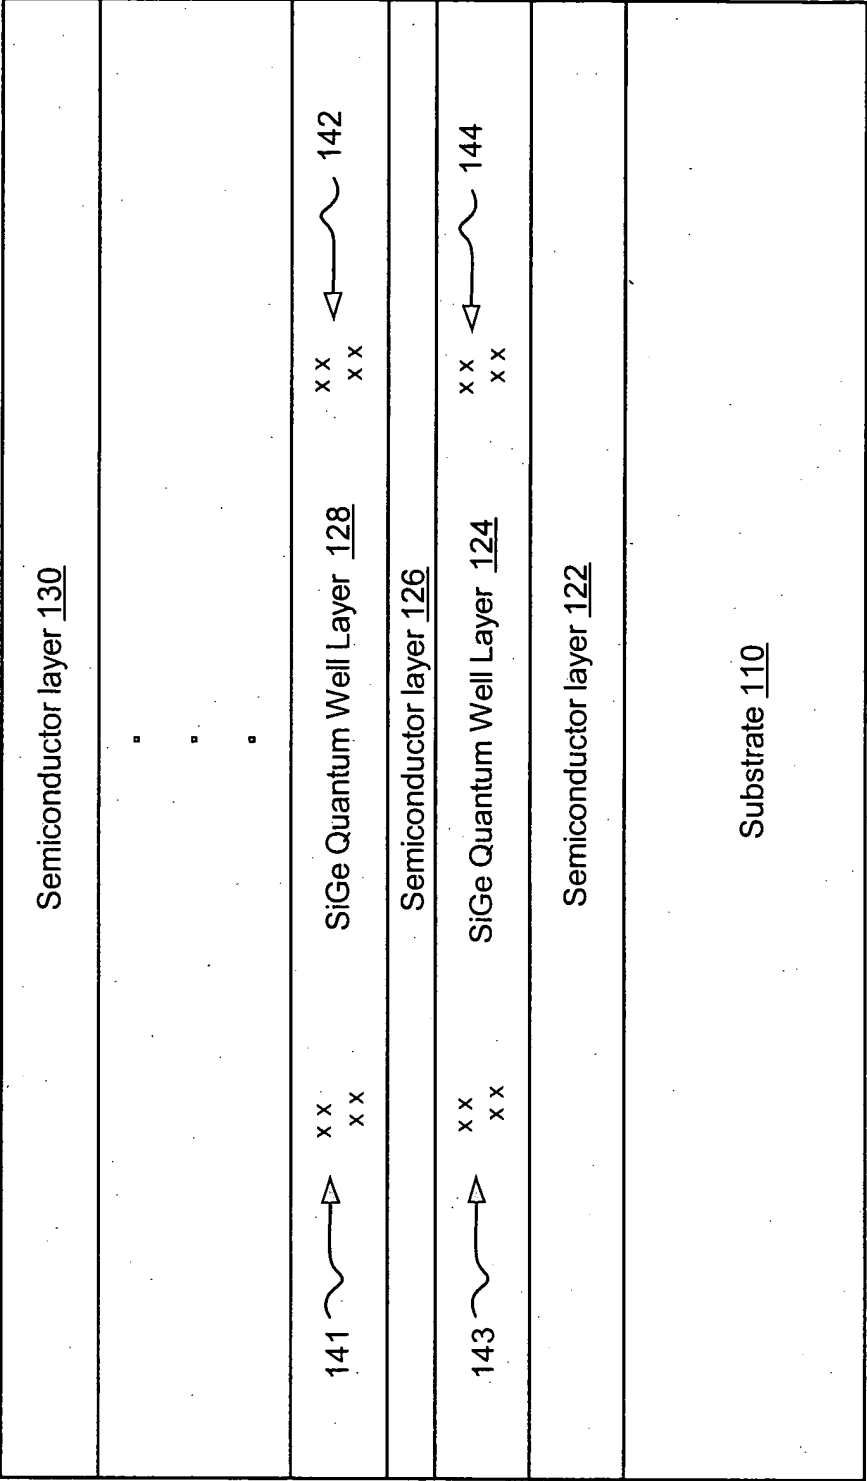 Semiconductor layer 130
142
x x
x x
SiGe Quantum Well Layer 128
x x
x x
141
Semiconductor layer 126
144
x x
x x
SiGe Quantum Well Layer 124
x x
x x
143
Semiconductor layer 122
Substrate 110